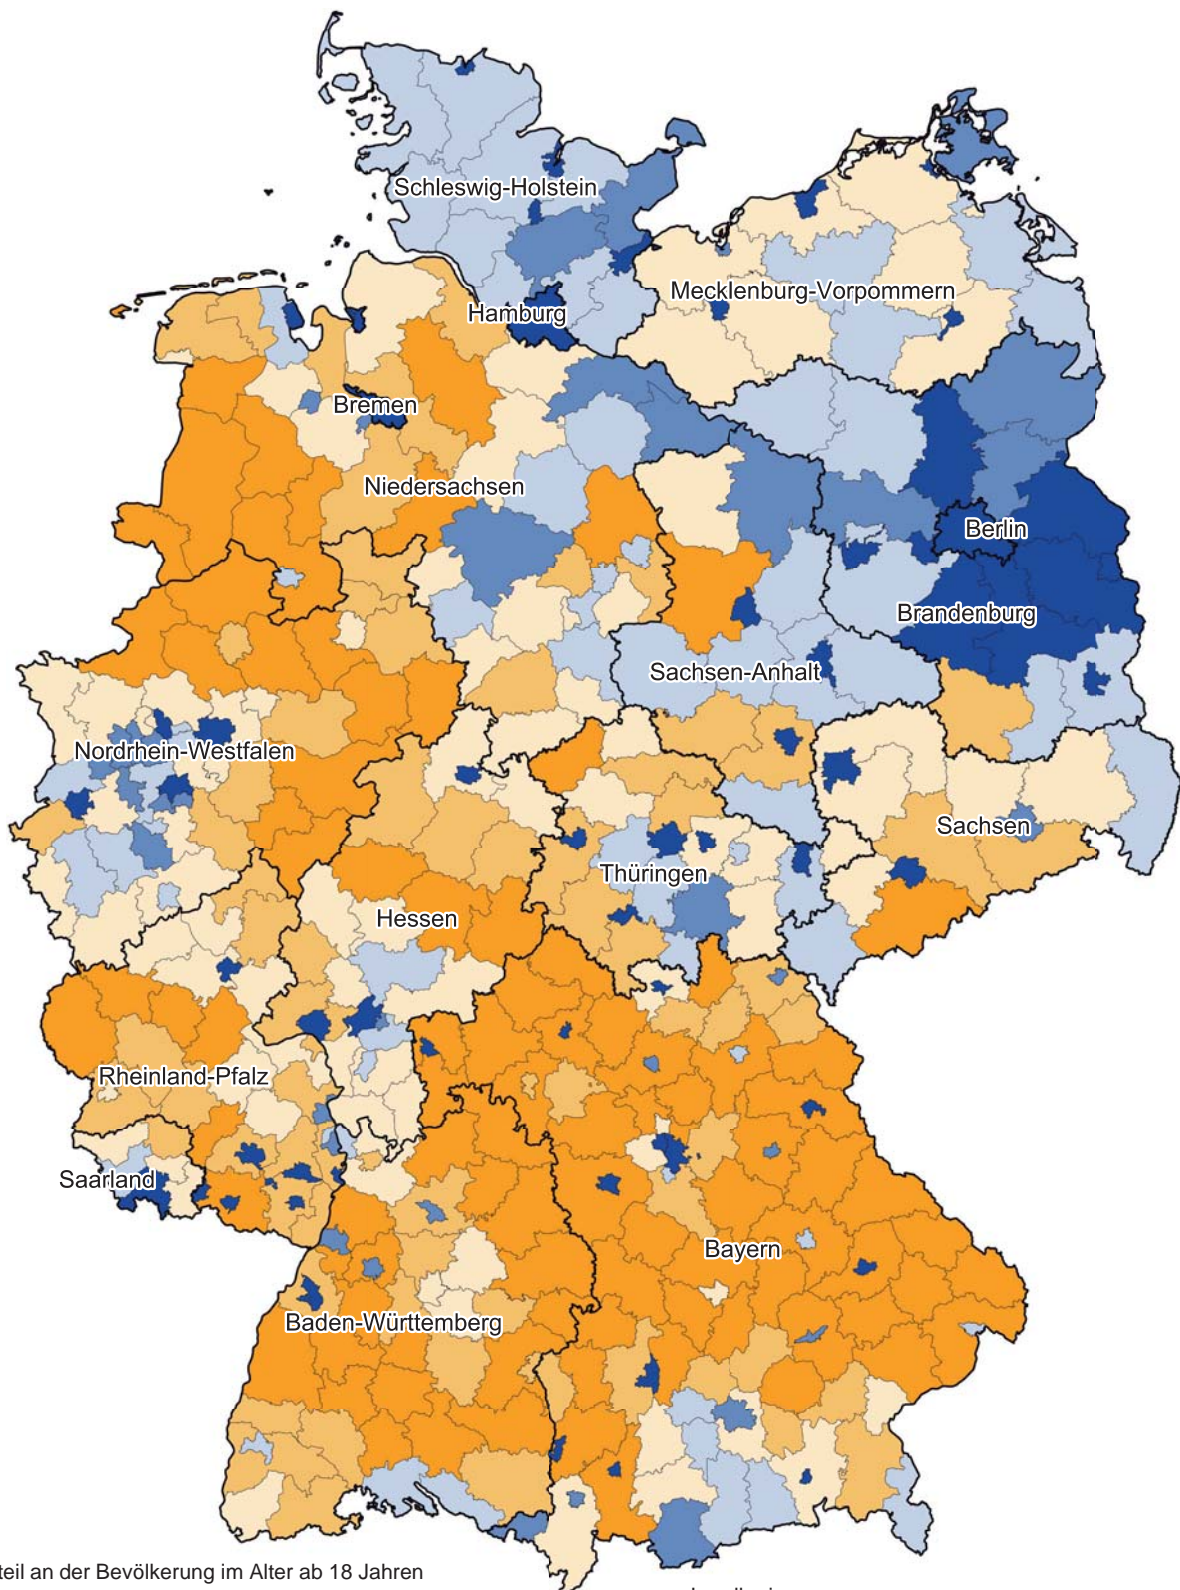 Schleswig-Holstein
Mecklenburg-Vorpommern
Hamburg
Bremen
Niedersachsen
Berlin
Brandenburg
Sachsen-Anhalt
Nordrhein-Westfalen
Sachsen
Thüringen
Hessen
Rheinland-Pfalz
Saarland
Bayern
Baden-Württemberg
teil an der Bevölkerung im Alter ab 18 Jahren